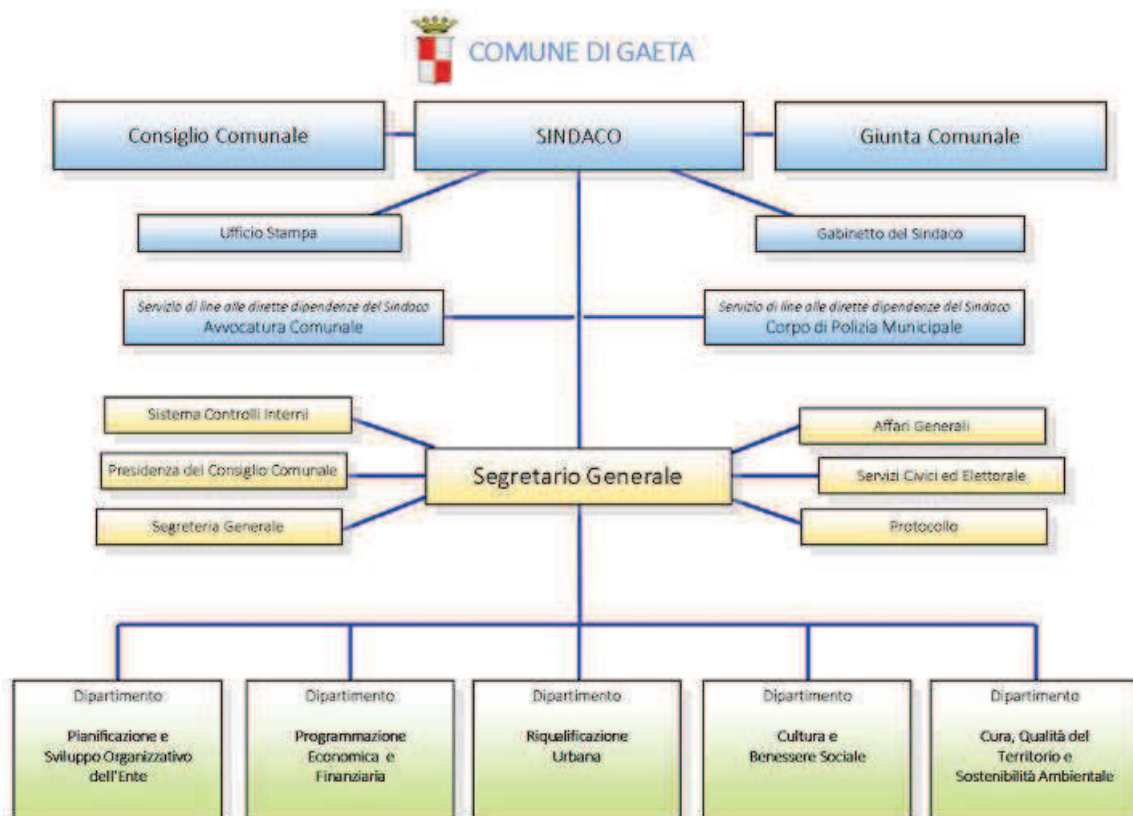 COMUNE DI GAETA
Consiglio Comunale
SINDACO
Giunta Comunale
Ufficio Stampa
Gabinetto del Sindaco
Servizio di line alle dirette dipendenze del Sindaco
Avvocatura Comunale
Servizio di line alle dirette dipendenze del Sindaco
Corpo di Polizia Municipale
Sistema Controlli Interni
Affari Generali
Presidenza del Consiglio Comunale
Segretario Generale
Servizi Civici ed Elettorale
Segreteria Generale
Protocollo
Dipartimento
Pianificazione e
Sviluppo Organizzativo
dell'Ente
Dipartimento
Programmazione
Economica e
Finanziaria
Dipartimento
Riqualificazione
Urbana
Dipartimento
Cultura e
Benessere Sociale
Dipartimento
Cura, Qualità del
Territorio e
Sostenibilità Ambientale